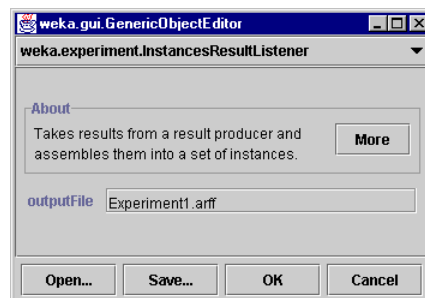 weka.gui.GenericObjectEditor
weka.experiment.InstancesResultListener
About
Takes results from a result producer and
assembles them into a set of instances.
More
outputFile Experiment1.arff
Open... Save... OK Cancel